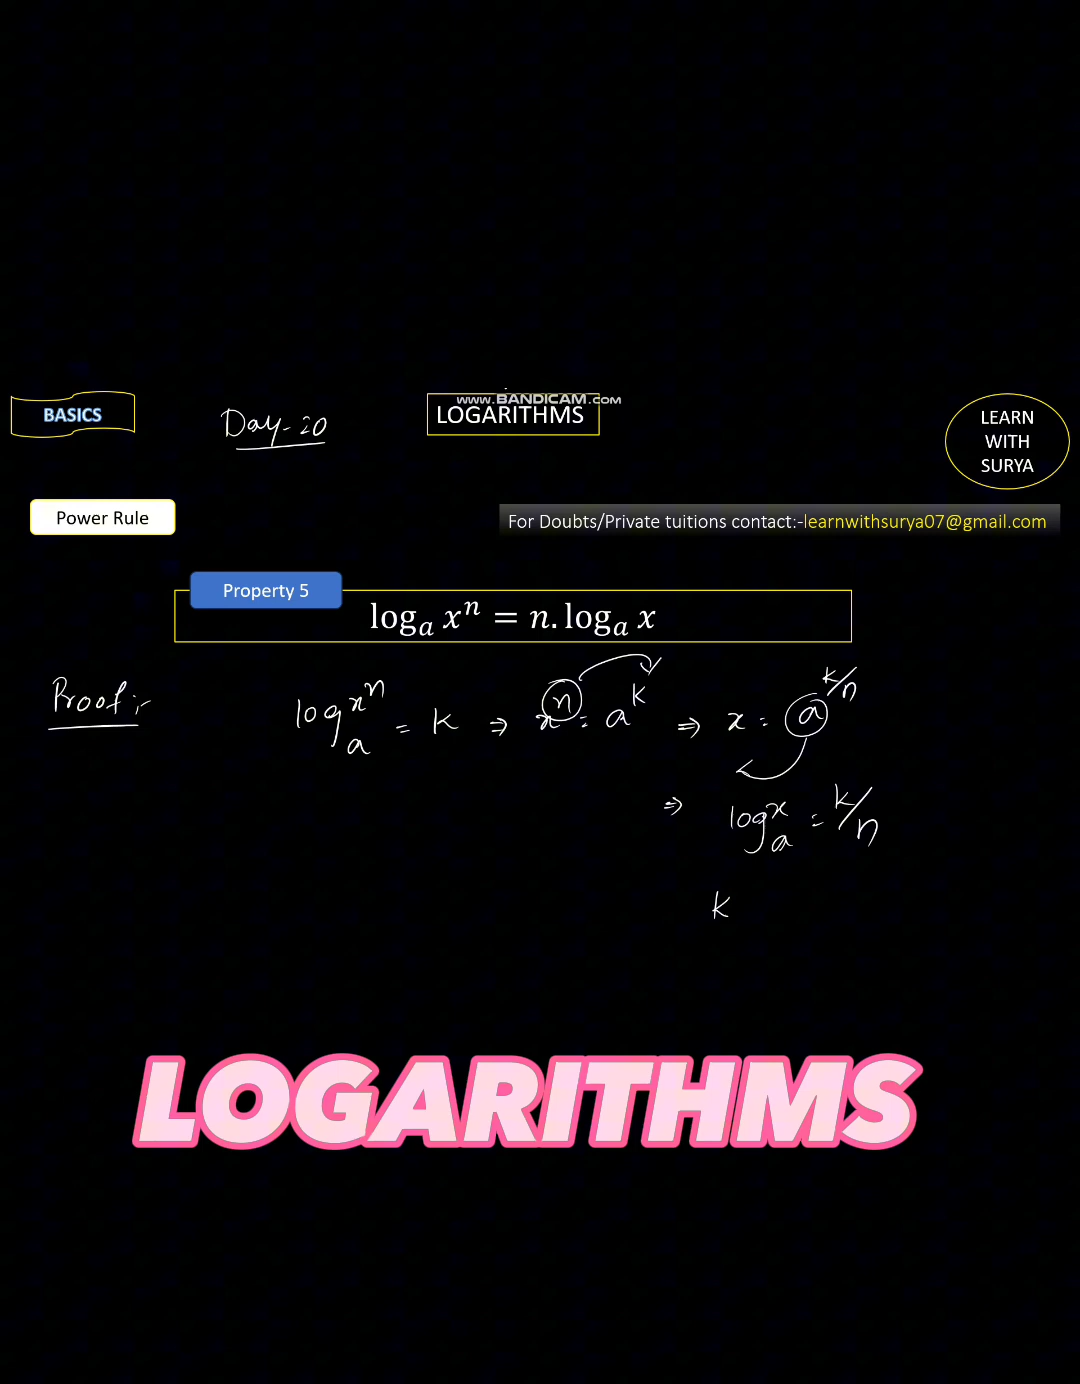 www.BANDICAM.com
BASICS
Day-20
LOGARITHMS
LEARN
WITH
SURYA
Power Rule
For Doubts/Private tuitions contact:-learnwithsurya07@gmail.com
Property 5
logₐ xⁿ = n. logₐ x
Proof :- logₐ xⁿ = k ⇒ xⁿ = aᵏ ⇒ x = a^(k/n)
⇒ logₐ x = k/n
k
LOGARITHMS